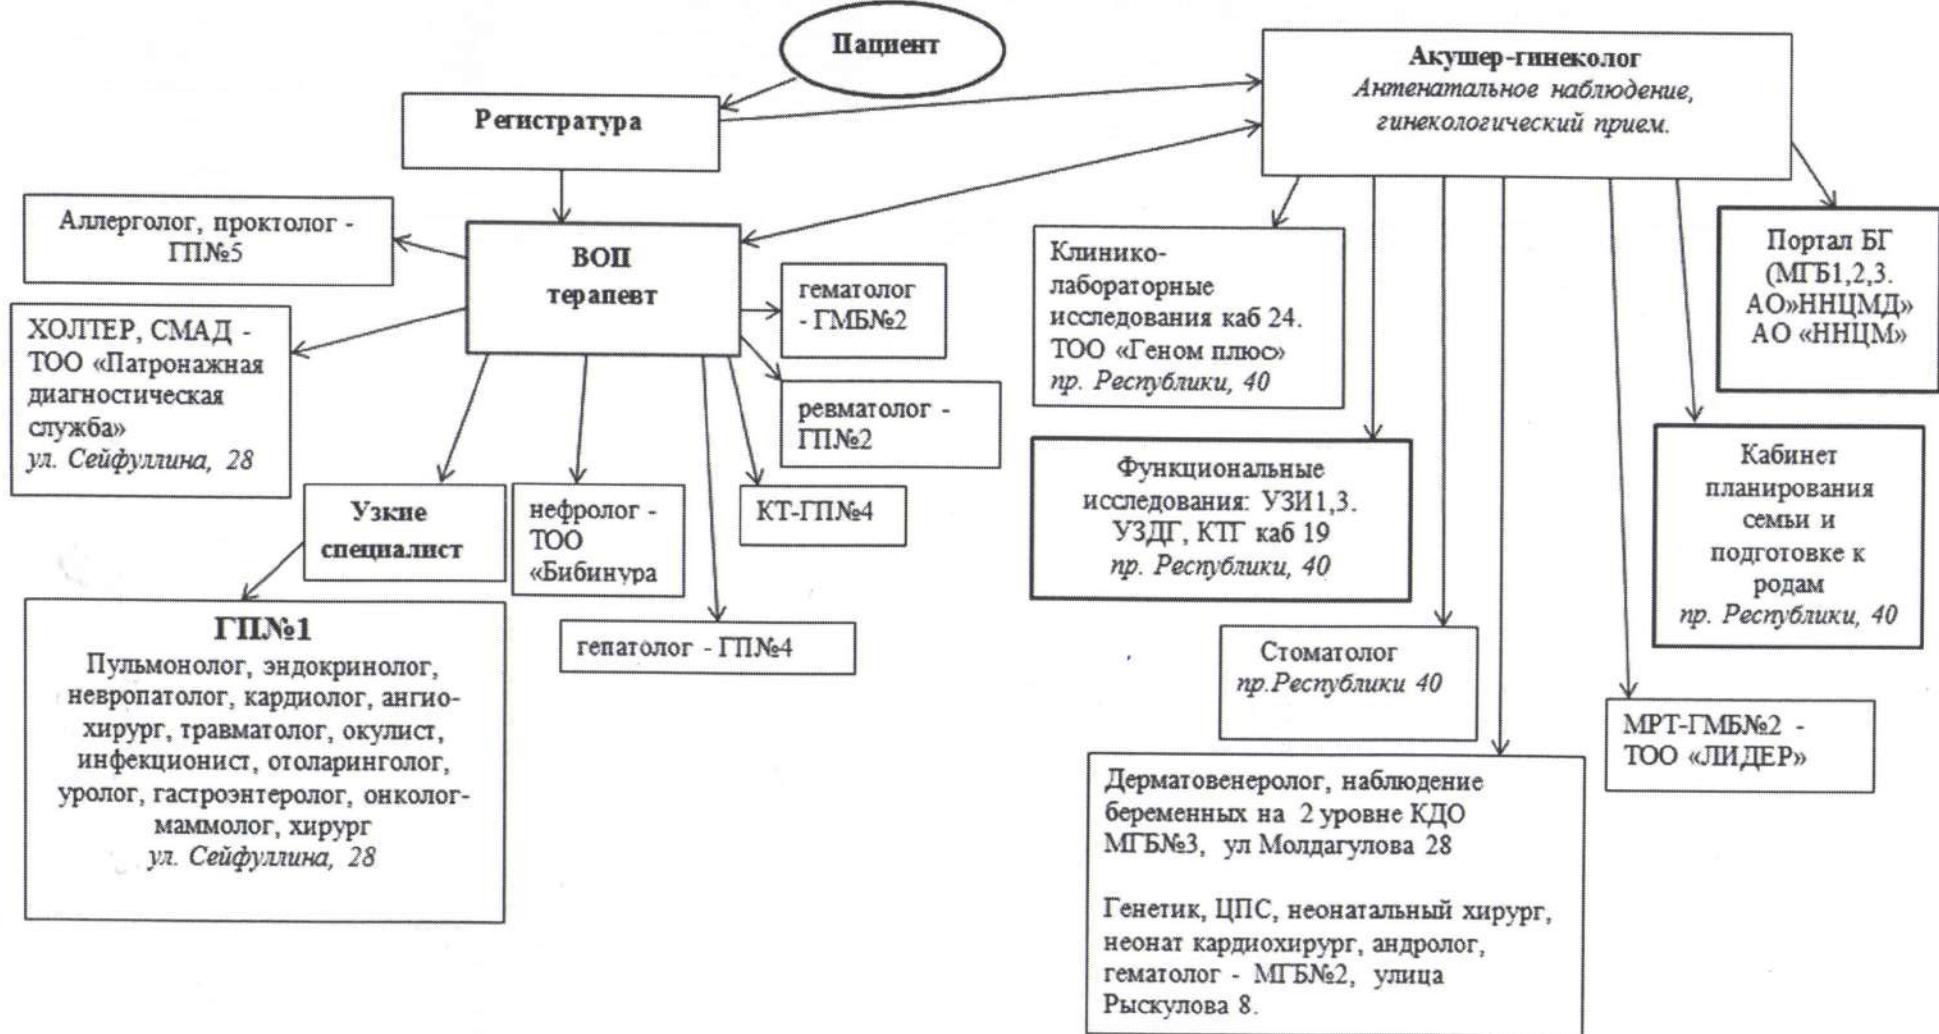 Пациент
Акушер-гинеколог
Антенатальное наблюдение,
гинекологический прием.
Регистратура
Аллерголог, проктолог -
ГП№5
ВОП
терапевт
гематолог
- ГМБ№2
Клинико-
лабораторные
исследования каб 24.
ТОО «Геном плюс»
пр. Республики, 40
Портал БГ
(МГБ1,2,3.
АО»ННЦМД»
АО «ННЦМ»
ХОЛТЕР, СМАД -
ТОО «Патронажная
диагностическая
служба»
ул. Сейфуллина, 28
ревматолог -
ГП№2
Функциональные
исследования: УЗИ1,3.
УЗДГ, КТГ каб 19
пр. Республики, 40
Кабинет
планирования
семьи и
подготовке к
родам
пр. Республики, 40
Узкие
специалист
нефролог -
ТОО
«Бибинура
КТ-ГП№4
ГП№1
Пульмонолог, эндокринолог,
невропатолог, кардиолог, ангио-
хирург, травматолог, окулист,
инфекционист, отоларинголог,
уролог, гастроэнтеролог, онколог-
маммолог, хирург
ул. Сейфуллина, 28
гепатолог - ГП№4
Стоматолог
пр.Республики 40
МРТ-ГМБ№2 -
ТОО «ЛИДЕР»
Дерматовенеролог, наблюдение
беременных на 2 уровне КДО
МГБ№3, ул Молдагулова 28
Генетик, ЦПС, неонатальный хирург,
неонат кардиохирург, андролог,
гематолог - МГБ№2, улица
Рыскулова 8.